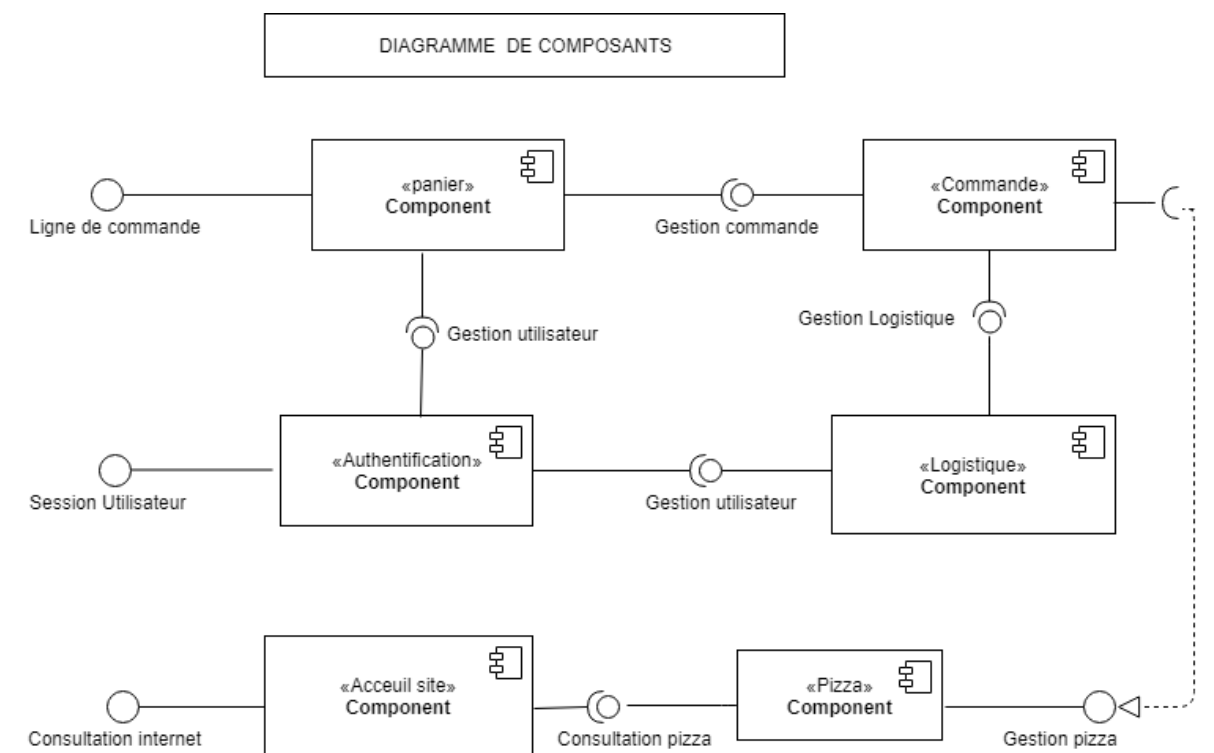 DIAGRAMME DE COMPOSANTS
«panier»
Component
«Commande»
Component
Ligne de commande
Gestion commande
Gestion utilisateur
Gestion Logistique
«Authentification»
Component
«Logistique»
Component
Session Utilisateur
Gestion utilisateur
«Acceuil site»
Component
«Pizza»
Component
Consultation internet
Consultation pizza
Gestion pizza